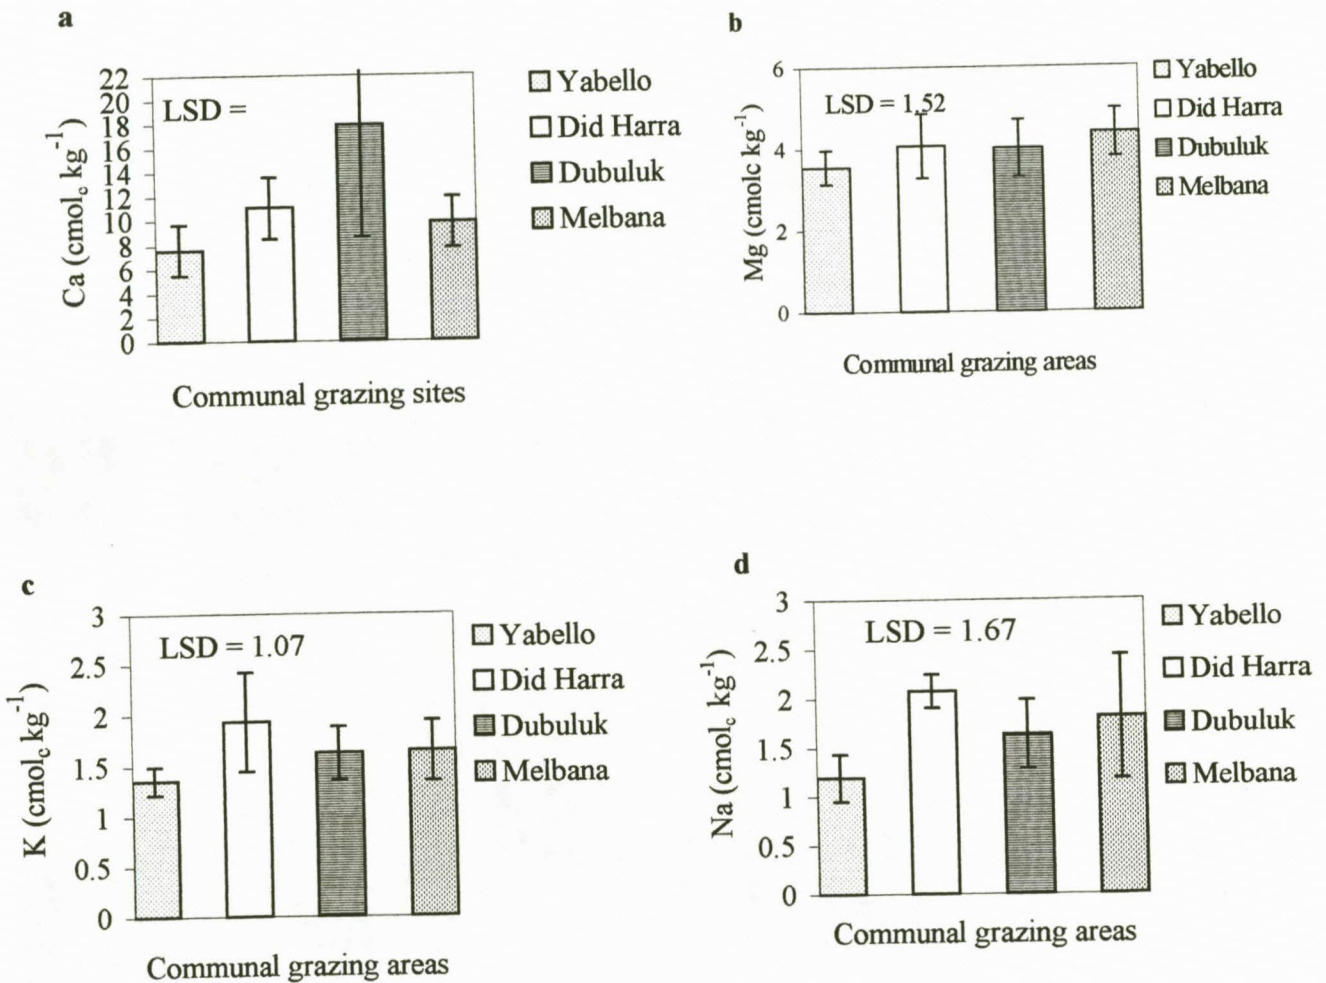 a
22
20
18
16
14
12
10
8
6
4
2
0
Ca (cmolc kg-1)
LSD =
Yabello
Did Harra
Dubuluk
Melbana
Communal grazing sites
b
6
4
2
0
Mg (cmolc kg-1)
LSD = 1.52
Yabello
Did Harra
Dubuluk
Melbana
Communal grazing areas
c
3
2.5
2
1.5
1
0.5
0
K (cmolc kg-1)
LSD = 1.07
Yabello
Did Harra
Dubuluk
Melbana
Communal grazing areas
d
3
2.5
2
1.5
1
0.5
0
Na (cmolc kg-1)
LSD = 1.67
Yabello
Did Harra
Dubuluk
Melbana
Communal grazing areas